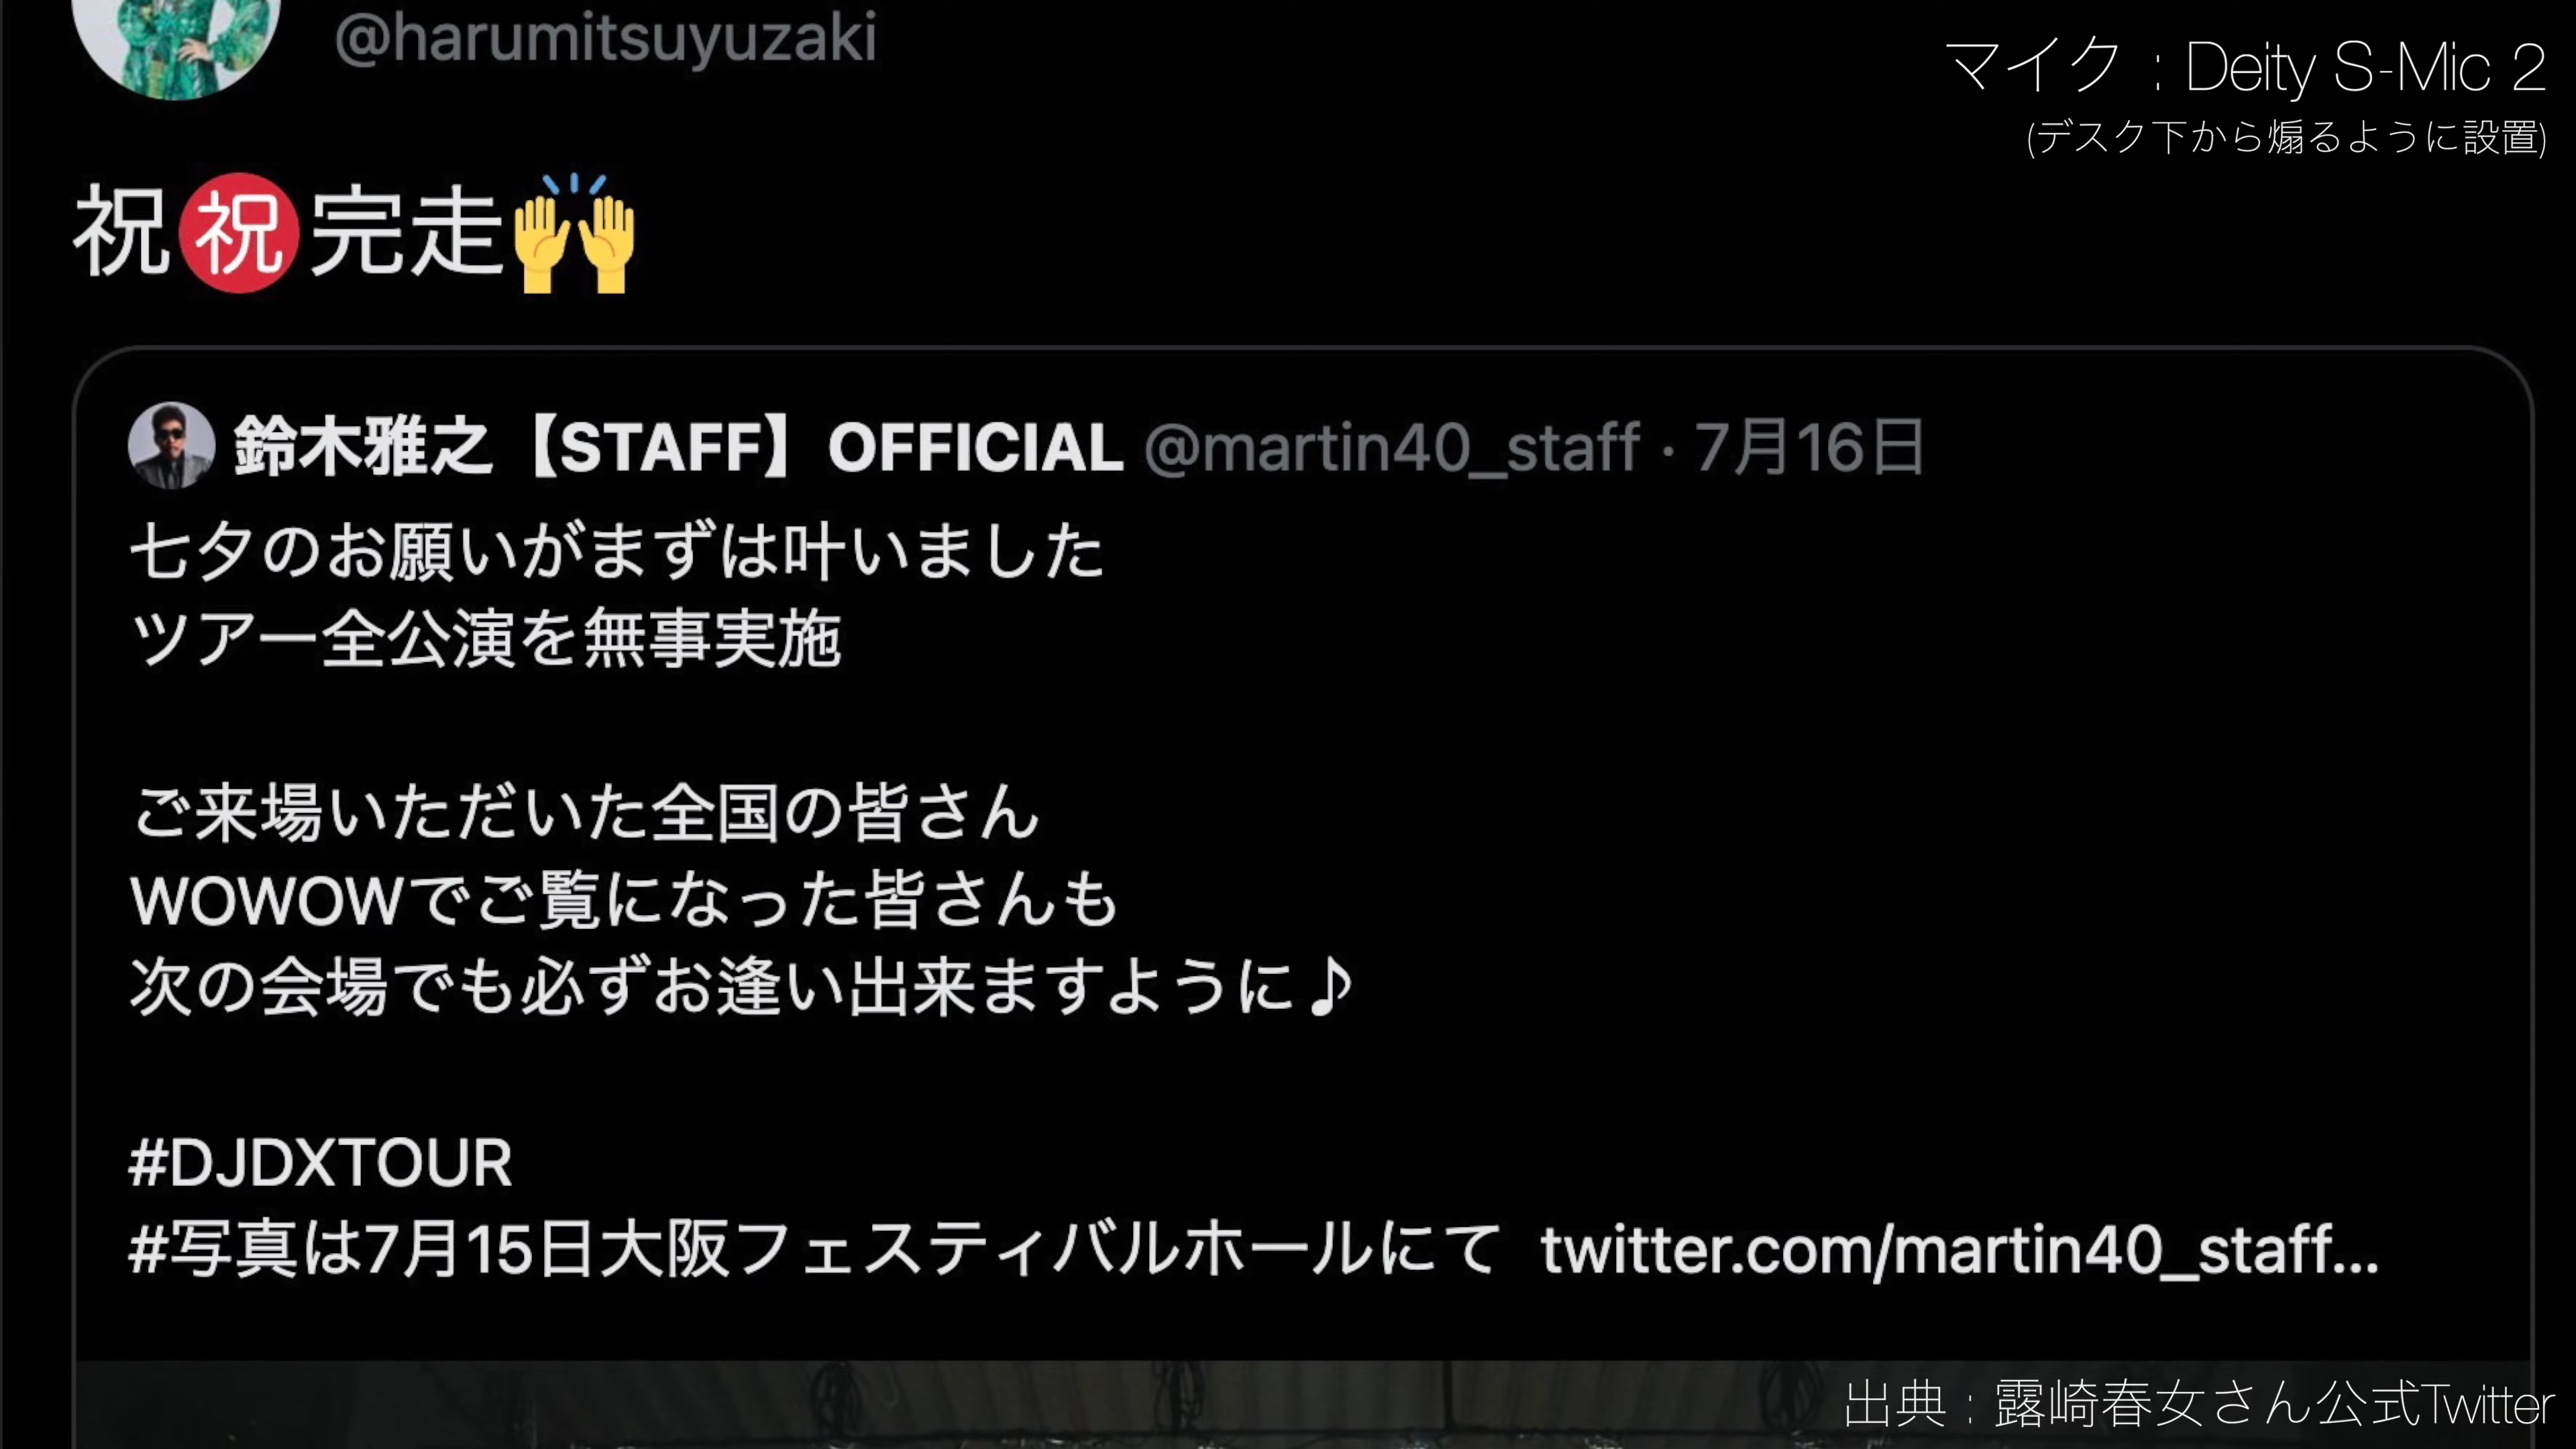 @harumitsuyuzaki
マイク : Deity S-Mic 2
(デスク下から煽るように設置)
祝㊗️完走🙌
鈴木雅之【STAFF】OFFICIAL @martin40_staff · 7月16日
七夕のお願いがまずは叶いました
ツアー全公演を無事実施
ご来場いただいた全国の皆さん
WOWOWでご覧になった皆さんも
次の会場でも必ずお逢い出来ますように♪
#DJDXTOUR
#写真は7月15日大阪フェスティバルホールにて twitter.com/martin40_staff...
出典 : 露崎春女さん公式Twitter